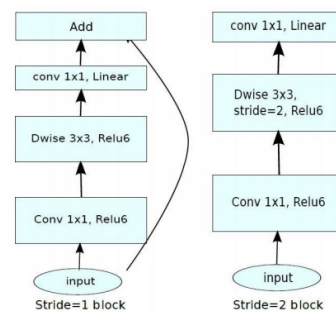 Add
conv 1x1, Linear
Dwise 3x3, Relu6
Conv 1x1, Relu6
input
Stride=1 block
conv 1x1, Linear
Dwise 3x3,
stride=2, Relu6
Conv 1x1, Relu6
input
Stride=2 block